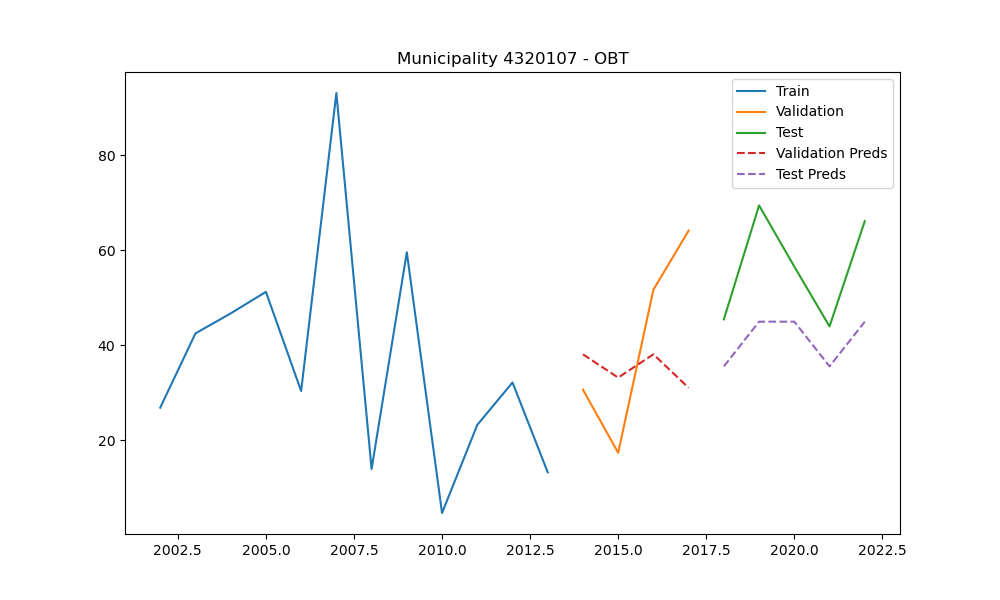 Municipality 4320107 - OBT
Train
Validation
Test
Validation Preds
Test Preds
80
60
40
20
2002.5 2005.0 2007.5 2010.0 2012.5 2015.0 2017.5 2020.0 2022.5